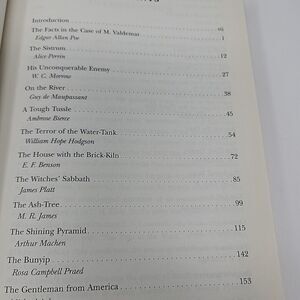 Introduction
The Facts in the Case of M. Valdemar 1
Edgar Allan Poe
The Sistrum 12
Alice Perrin
His Unconquerable Enemy 27
W. C. Morrow
On the River 38
Guy de Maupassant
A Tough Tussle 45
Ambrose Bierce
The Terror of the Water-Tank 54
William Hope Hodgson
The House with the Brick-Kiln 72
E. F. Benson
The Witches' Sabbath 85
James Platt
The Ash-Tree 99
M. R. James
The Shining Pyramid 115
Arthur Machen
The Bunyip 142
Rosa Campbell Praed
The Gentleman from America 153